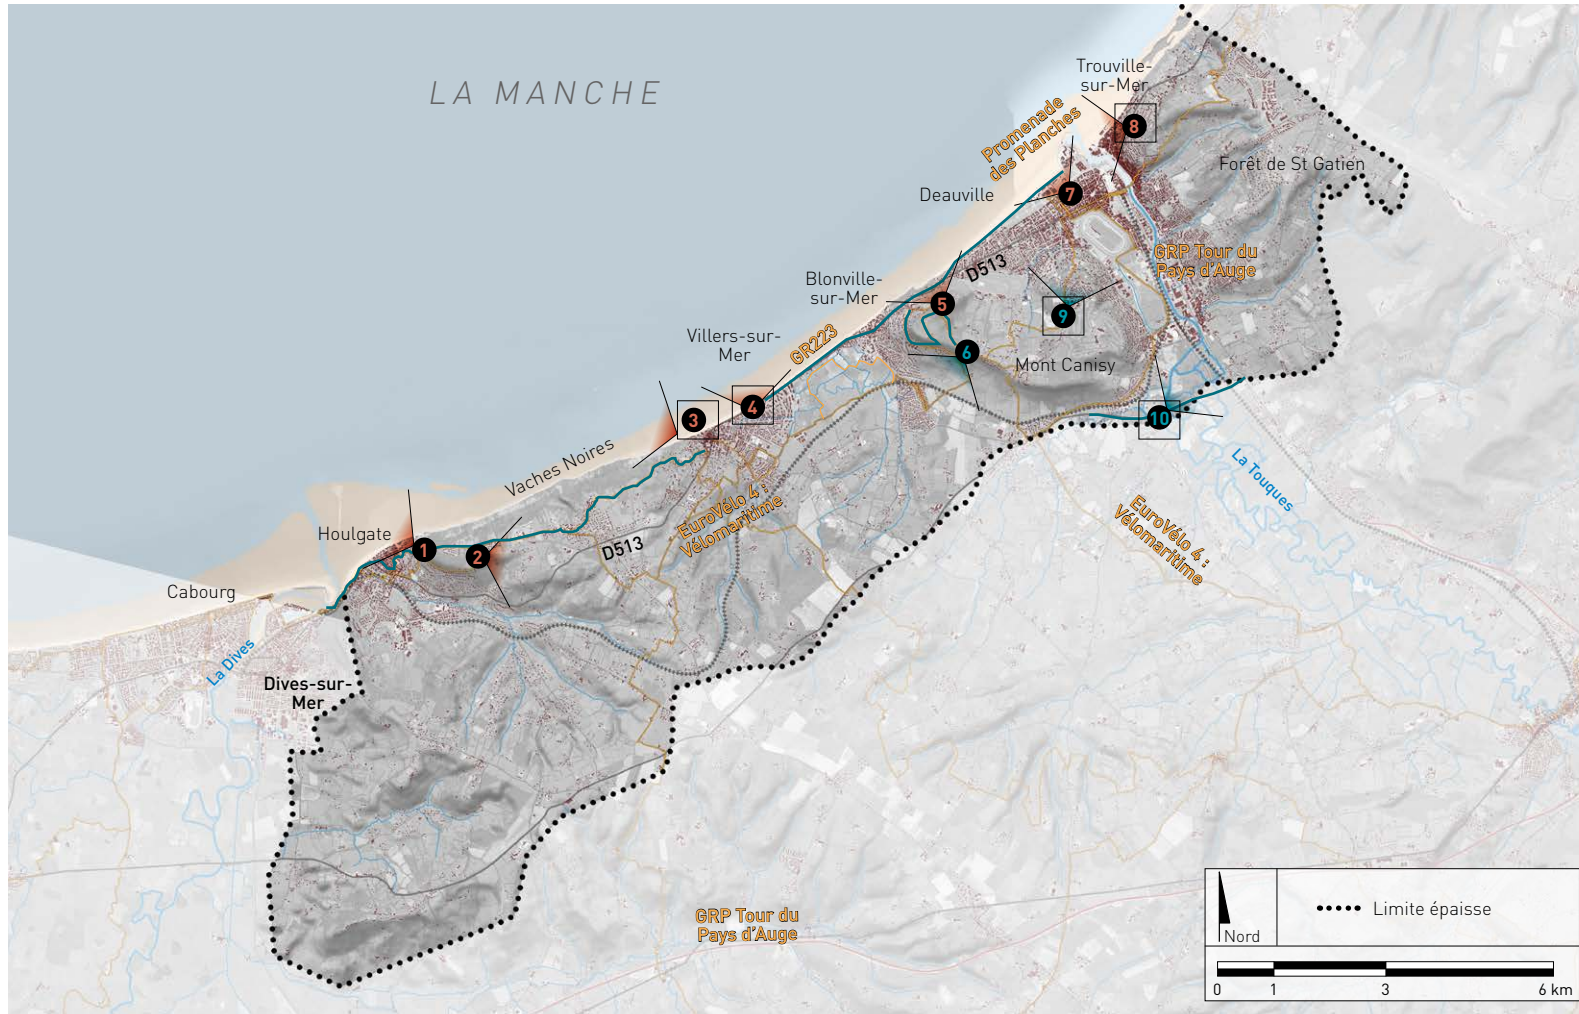 LA MANCHE
Trouville-
sur-Mer
8
Promenade
des Planches
Forêt de St Gatien
Deauville
7
GRP Tour du
Pays d'Auge
D513
Blonville-
sur-Mer
5
9
Villers-sur-
Mer
GR223
6
Mont Canisy
4
3
10
Vaches Noires
La Touques
EuroVélo 4 :
Vélomaritime
EuroVélo 4 :
Vélomaritime
Houlgate
1
2
D513
Cabourg
La Dives
Dives-sur-
Mer
GRP Tour du
Pays d'Auge
Nord
Limite épaisse
0 1 3 6 km